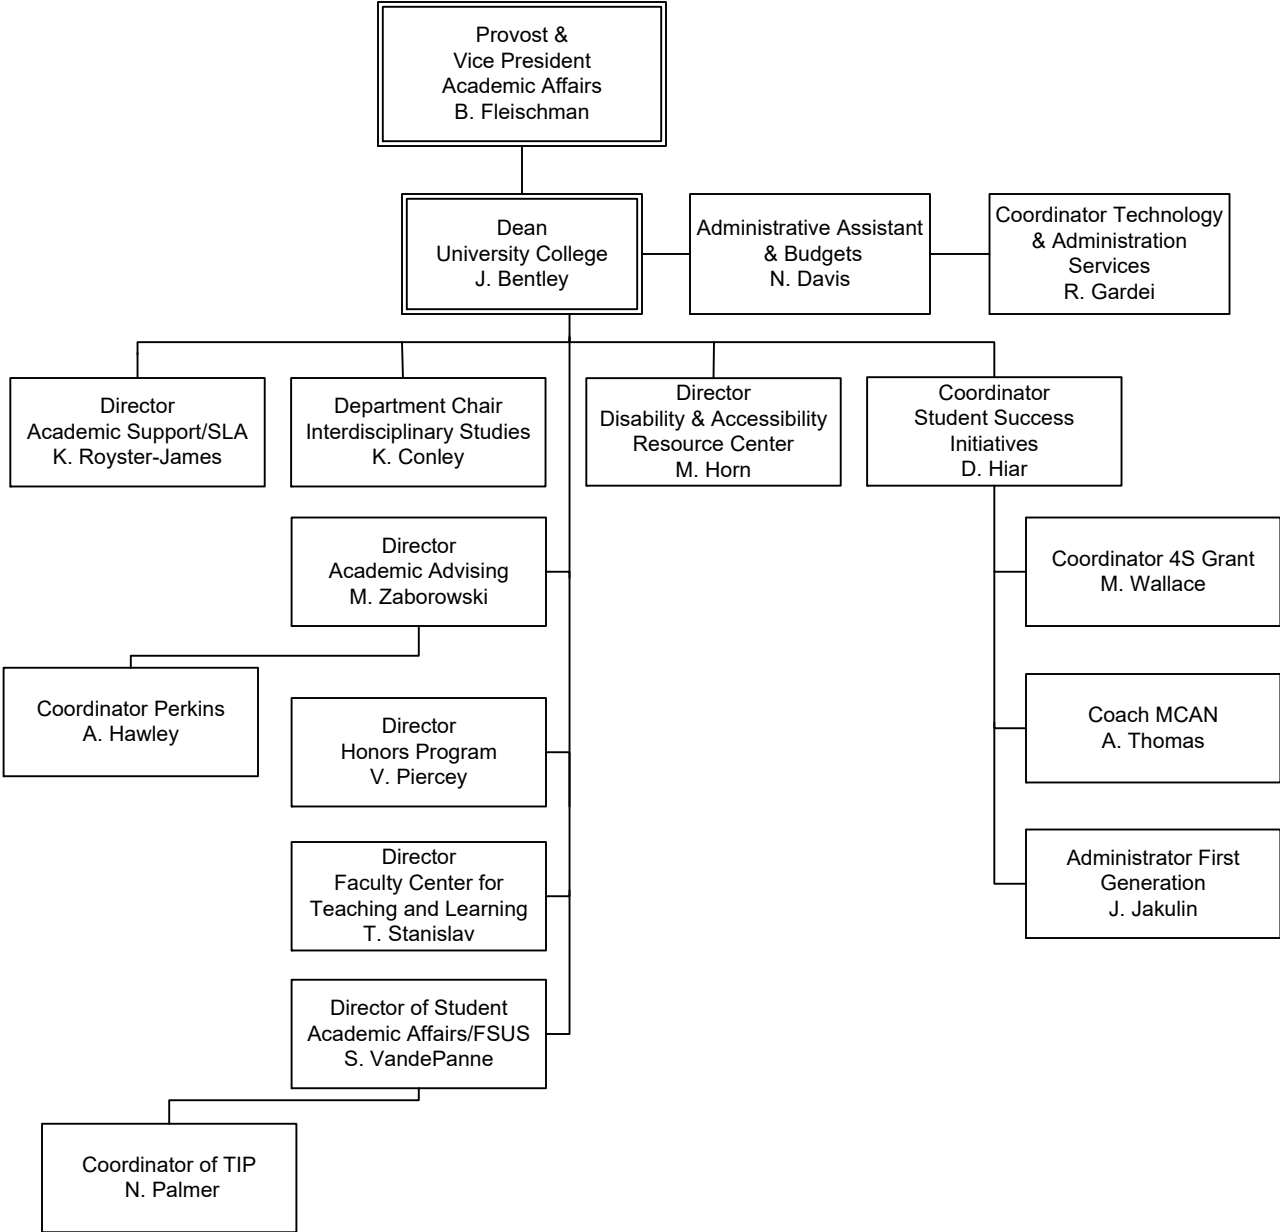 Provost &
Vice President
Academic Affairs
B. Fleischman
Dean
University College
J. Bentley
Administrative Assistant
& Budgets
N. Davis
Coordinator Technology
& Administration
Services
R. Gardei
Director
Academic Support/SLA
K. Royster-James
Department Chair
Interdisciplinary Studies
K. Conley
Director
Disability & Accessibility
Resource Center
M. Horn
Coordinator
Student Success
Initiatives
D. Hiar
Director
Academic Advising
M. Zaborowski
Coordinator 4S Grant
M. Wallace
Coordinator Perkins
A. Hawley
Director
Honors Program
V. Piercey
Coach MCAN
A. Thomas
Director
Faculty Center for
Teaching and Learning
T. Stanislav
Administrator First
Generation
J. Jakulin
Director of Student
Academic Affairs/FSUS
S. VandePanne
Coordinator of TIP
N. Palmer